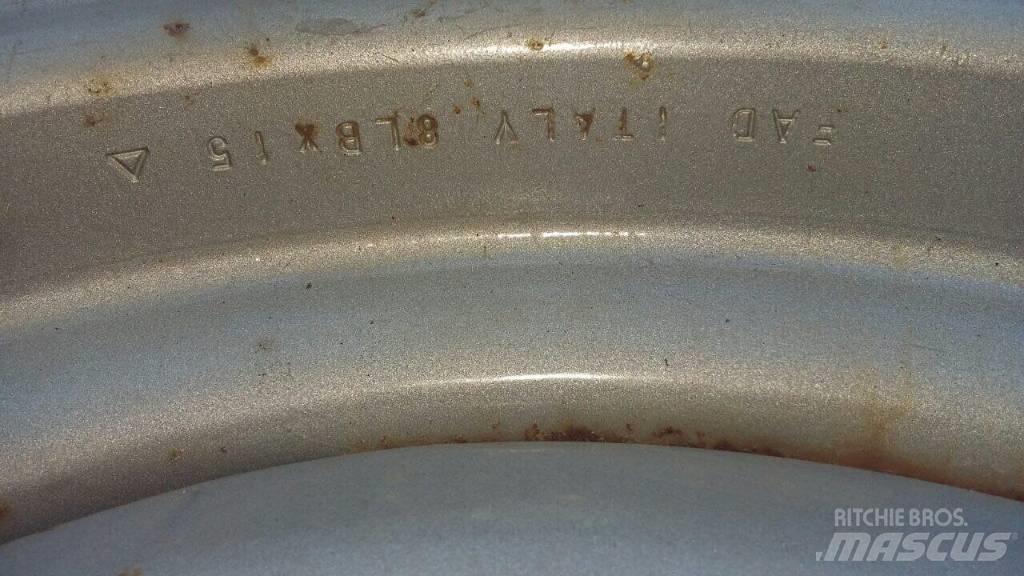 FAD ITALY 8LBX15
RITCHIE BROS.
MASCUS